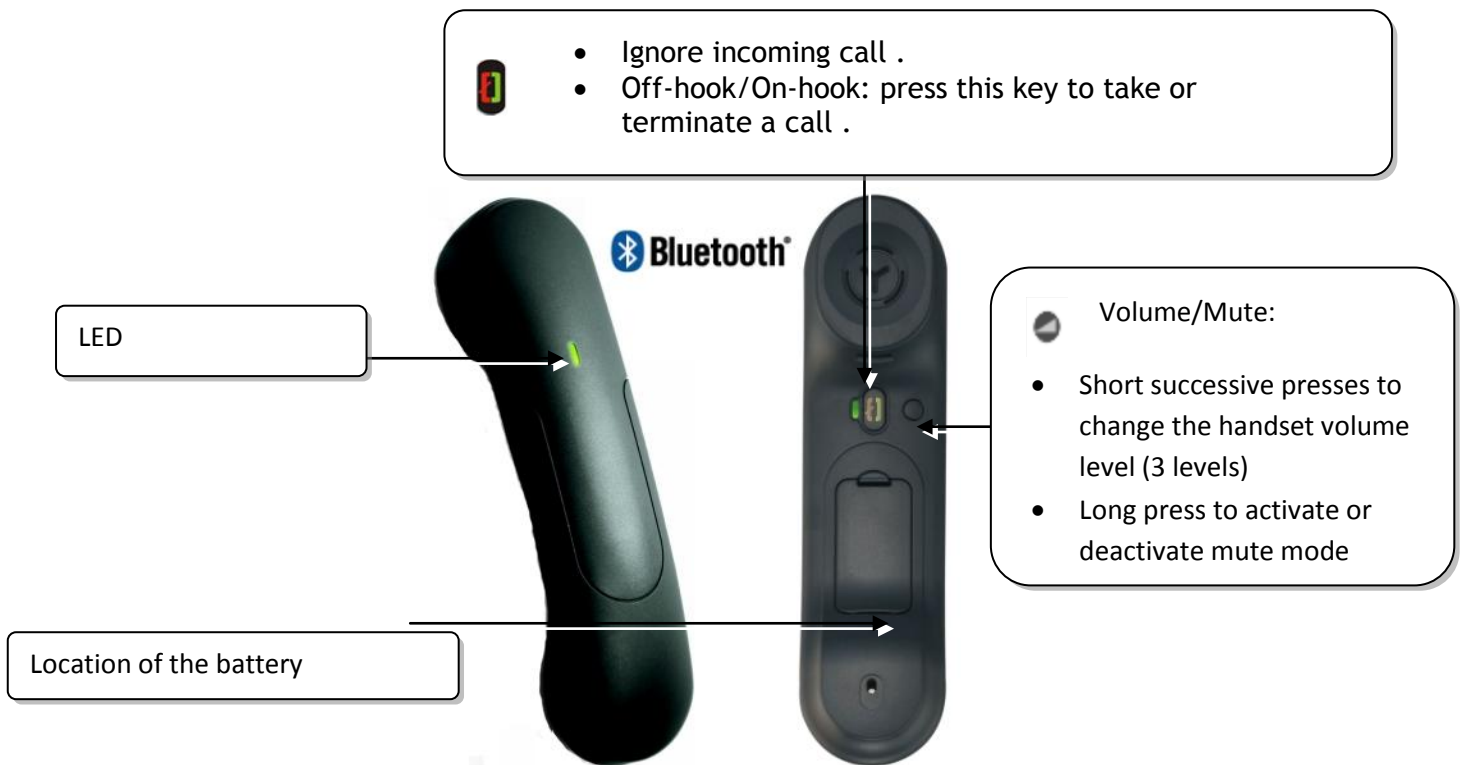 • Ignore incoming call .
• Off-hook/On-hook: press this key to take or
terminate a call .
Bluetooth®
LED
Volume/Mute:
• Short successive presses to
change the handset volume
level (3 levels)
• Long press to activate or
deactivate mute mode
Location of the battery